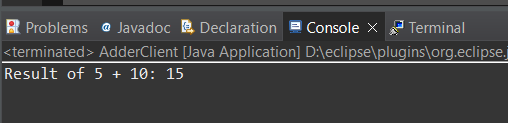 Problems Javadoc Declaration Console Terminal
<terminated> AdderClient [Java Application] D:\eclipse\plugins\org.eclipse.j
Result of 5 + 10: 15